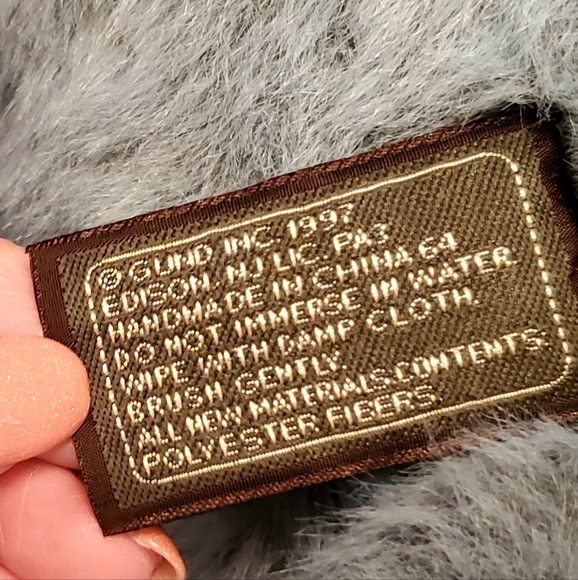 © GUND INC. 1997
EDISON, NJ LIC. PA3
HANDMADE IN CHINA 64
DO NOT IMMERSE IN WATER.
WIPE WITH DAMP CLOTH.
BRUSH GENTLY.
ALL NEW MATERIALS.CONTENTS:
POLYESTER FIBERS.